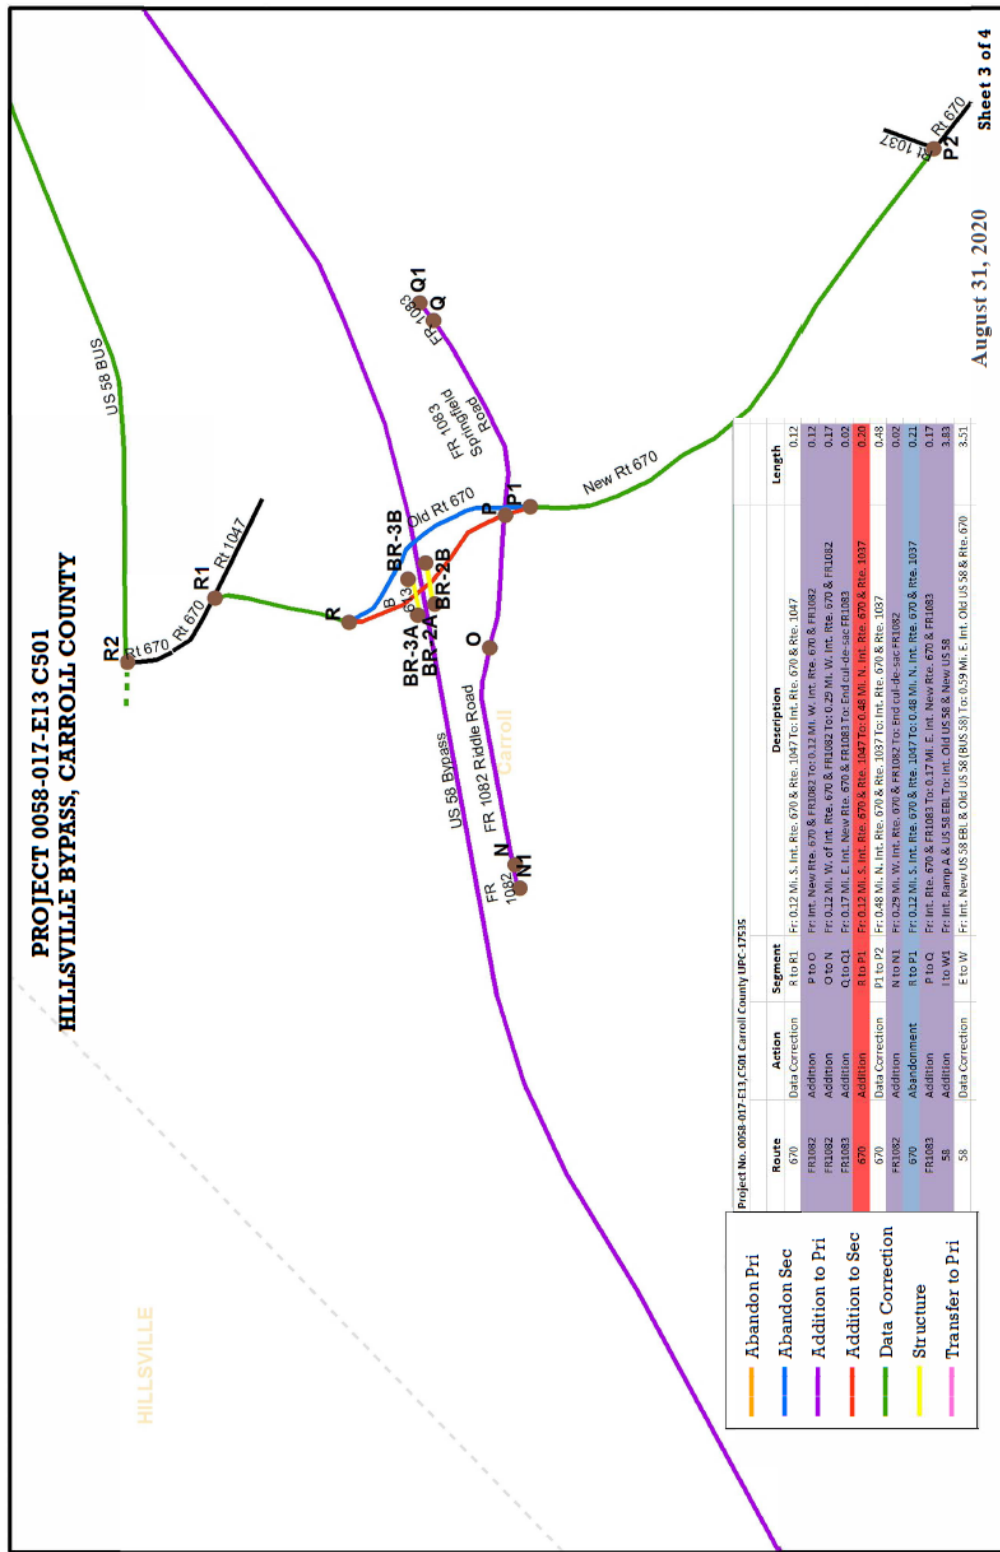 PROJECT 0058-017-E13 C501
HILLSVILLE BYPASS, CARROLL COUNTY
HILLSVILLE
US 58 BUS
R2
Rt 670
Rt 670
R1
Rt 1047
R
B
BR-3B
613
BR-3A
BR-2A
BR-2B
Old Rt 670
US 58 Bypass
FR 1083
Q1
Q
FR 1083
Springfield
Road
P
P1
O
FR 1082 Riddle Road
Carroll
N
FR
1082
N1
New Rt 670
Rt 1037
Rt 670
P2
Abandon Pri
Abandon Sec
Addition to Pri
Addition to Sec
Data Correction
Structure
Transfer to Pri
Project No. 0058-017-E13,C501 Carroll County UPC-17535
Route Action Segment Description Length
670 Data Correction R to R1 Fr: 0.12 Mi. S. Int. Rte. 670 & Rte. 1047 To: Int. Rte. 670 & Rte. 1047 0.12
FR1082 Addition P to O Fr: Int. New Rte. 670 & FR1082 To: 0.12 Mi. W. Int. Rte. 670 & FR1082 0.12
FR1082 Addition O to N Fr: 0.12 Mi. W. of Int. Rte. 670 & FR1082 To: 0.29 Mi. W. Int. Rte. 670 & FR1082 0.17
FR1083 Addition Q to Q1 Fr: 0.17 Mi. E. Int. New Rte. 670 & FR1083 To: End cul-de-sac FR1083 0.02
670 Addition R to P1 Fr: 0.12 Mi. S. Int. Rte. 670 & Rte. 1047 To: 0.48 Mi. N. Int. Rte. 670 & Rte. 1037 0.20
670 Data Correction P1 to P2 Fr: 0.48 Mi. N. Int. Rte. 670 & Rte. 1037 To: Int. Rte. 670 & Rte. 1037 0.48
FR1082 Addition N to N1 Fr: 0.29 Mi. W. Int. Rte. 670 & FR1082 To: End cul-de-sac FR1082 0.02
670 Abandonment R to P1 Fr: 0.12 Mi. S. Int. Rte. 670 & Rte. 1047 To: 0.48 Mi. N. Int. Rte. 670 & Rte. 1037 0.21
FR1083 Addition P to Q Fr: Int. Rte. 670 & FR1083 To: 0.17 Mi. E. Int. New Rte. 670 & FR1083 0.17
58 Addition I to W1 Fr: Int. Ramp A & US 58 EBL To: Int. Old US 58 & New US 58 3.83
58 Data Correction E to W Fr: Int. New US 58 EBL & Old US 58 (BUS 58) To: 0.59 Mi. E. Int. Old US 58 & Rte. 670 3.51
August 31, 2020
Sheet 3 of 4